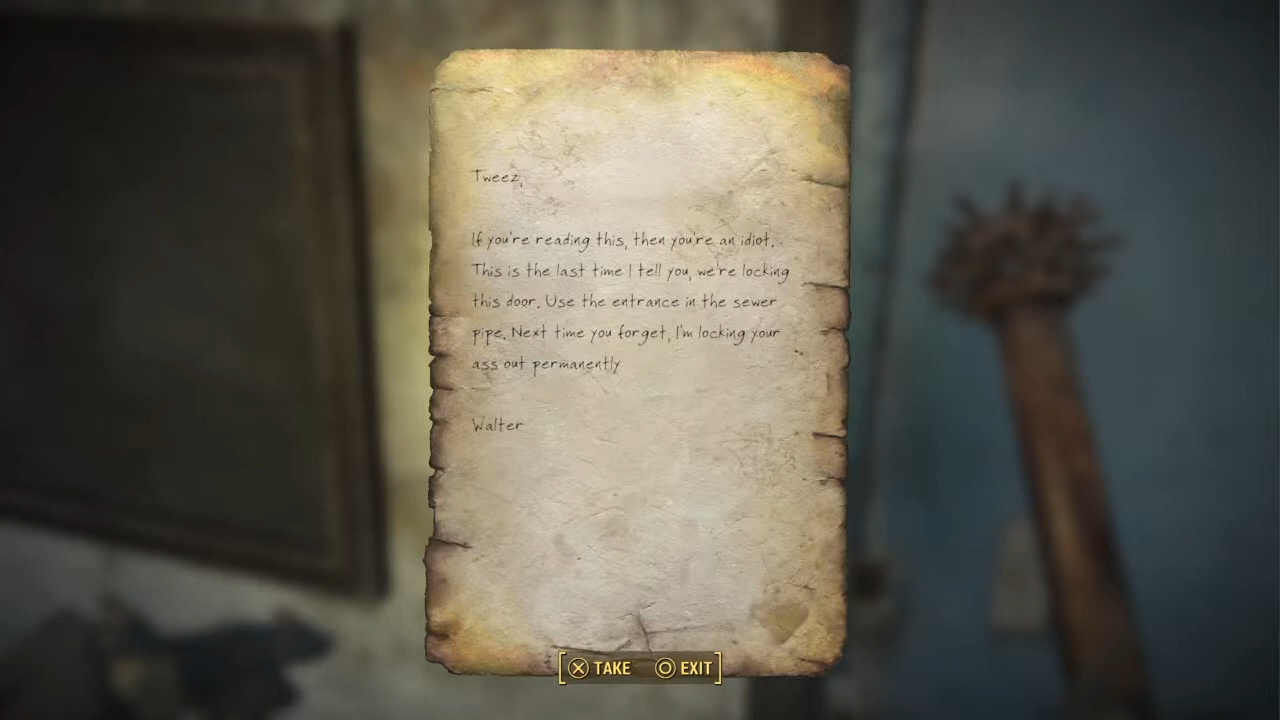 Tweez,
If you're reading this, then you're an idiot.
This is the last time I tell you, we're locking
this door. Use the entrance in the sewer
pipe. Next time you forget, I'm locking your
ass out permanently
Walter
TAKE EXIT